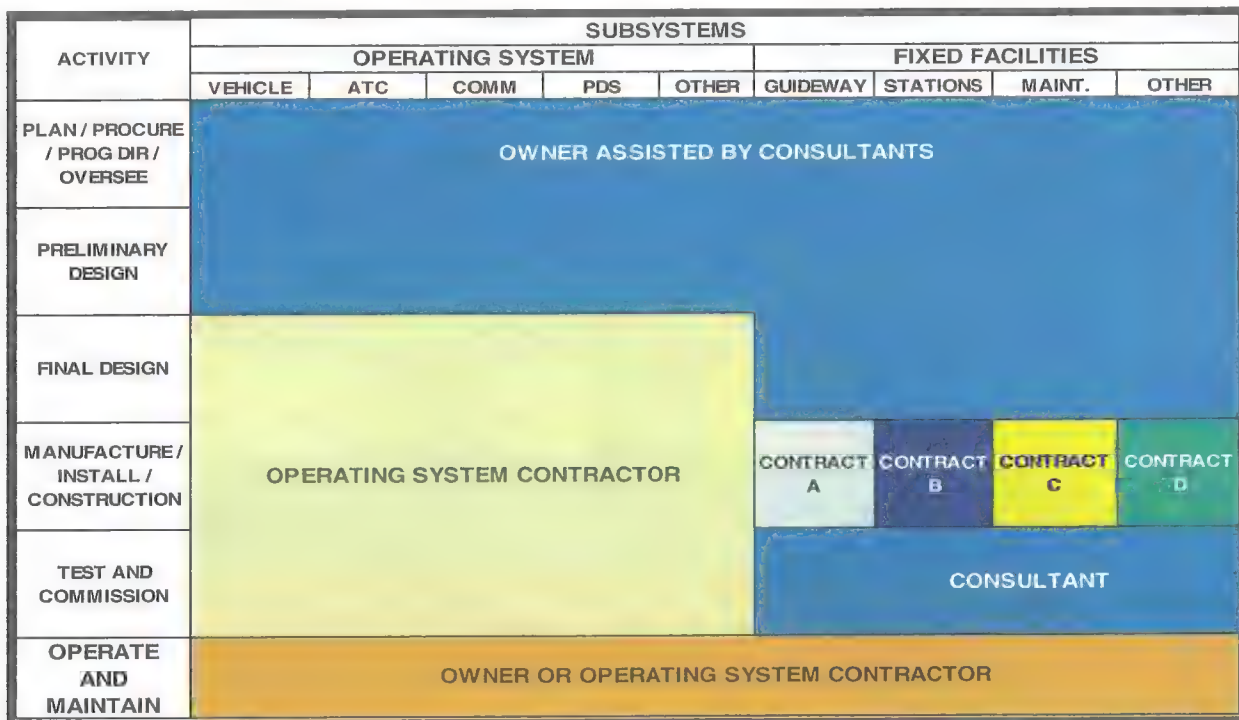 SUBSYSTEMS
ACTIVITY
OPERATING SYSTEM
FIXED FACILITIES
VEHICLE ATC COMM PDS OTHER GUIDEWAY STATIONS MAINT. OTHER
PLAN / PROCURE
/ PROG DIR /
OVERSEE
OWNER ASSISTED BY CONSULTANTS
PRELIMINARY
DESIGN
FINAL DESIGN
MANUFACTURE /
INSTALL /
CONSTRUCTION
OPERATING SYSTEM CONTRACTOR
CONTRACT
A
CONTRACT
B
CONTRACT
C
CONTRACT
D
TEST AND
COMMISSION
CONSULTANT
OPERATE
AND
MAINTAIN
OWNER OR OPERATING SYSTEM CONTRACTOR